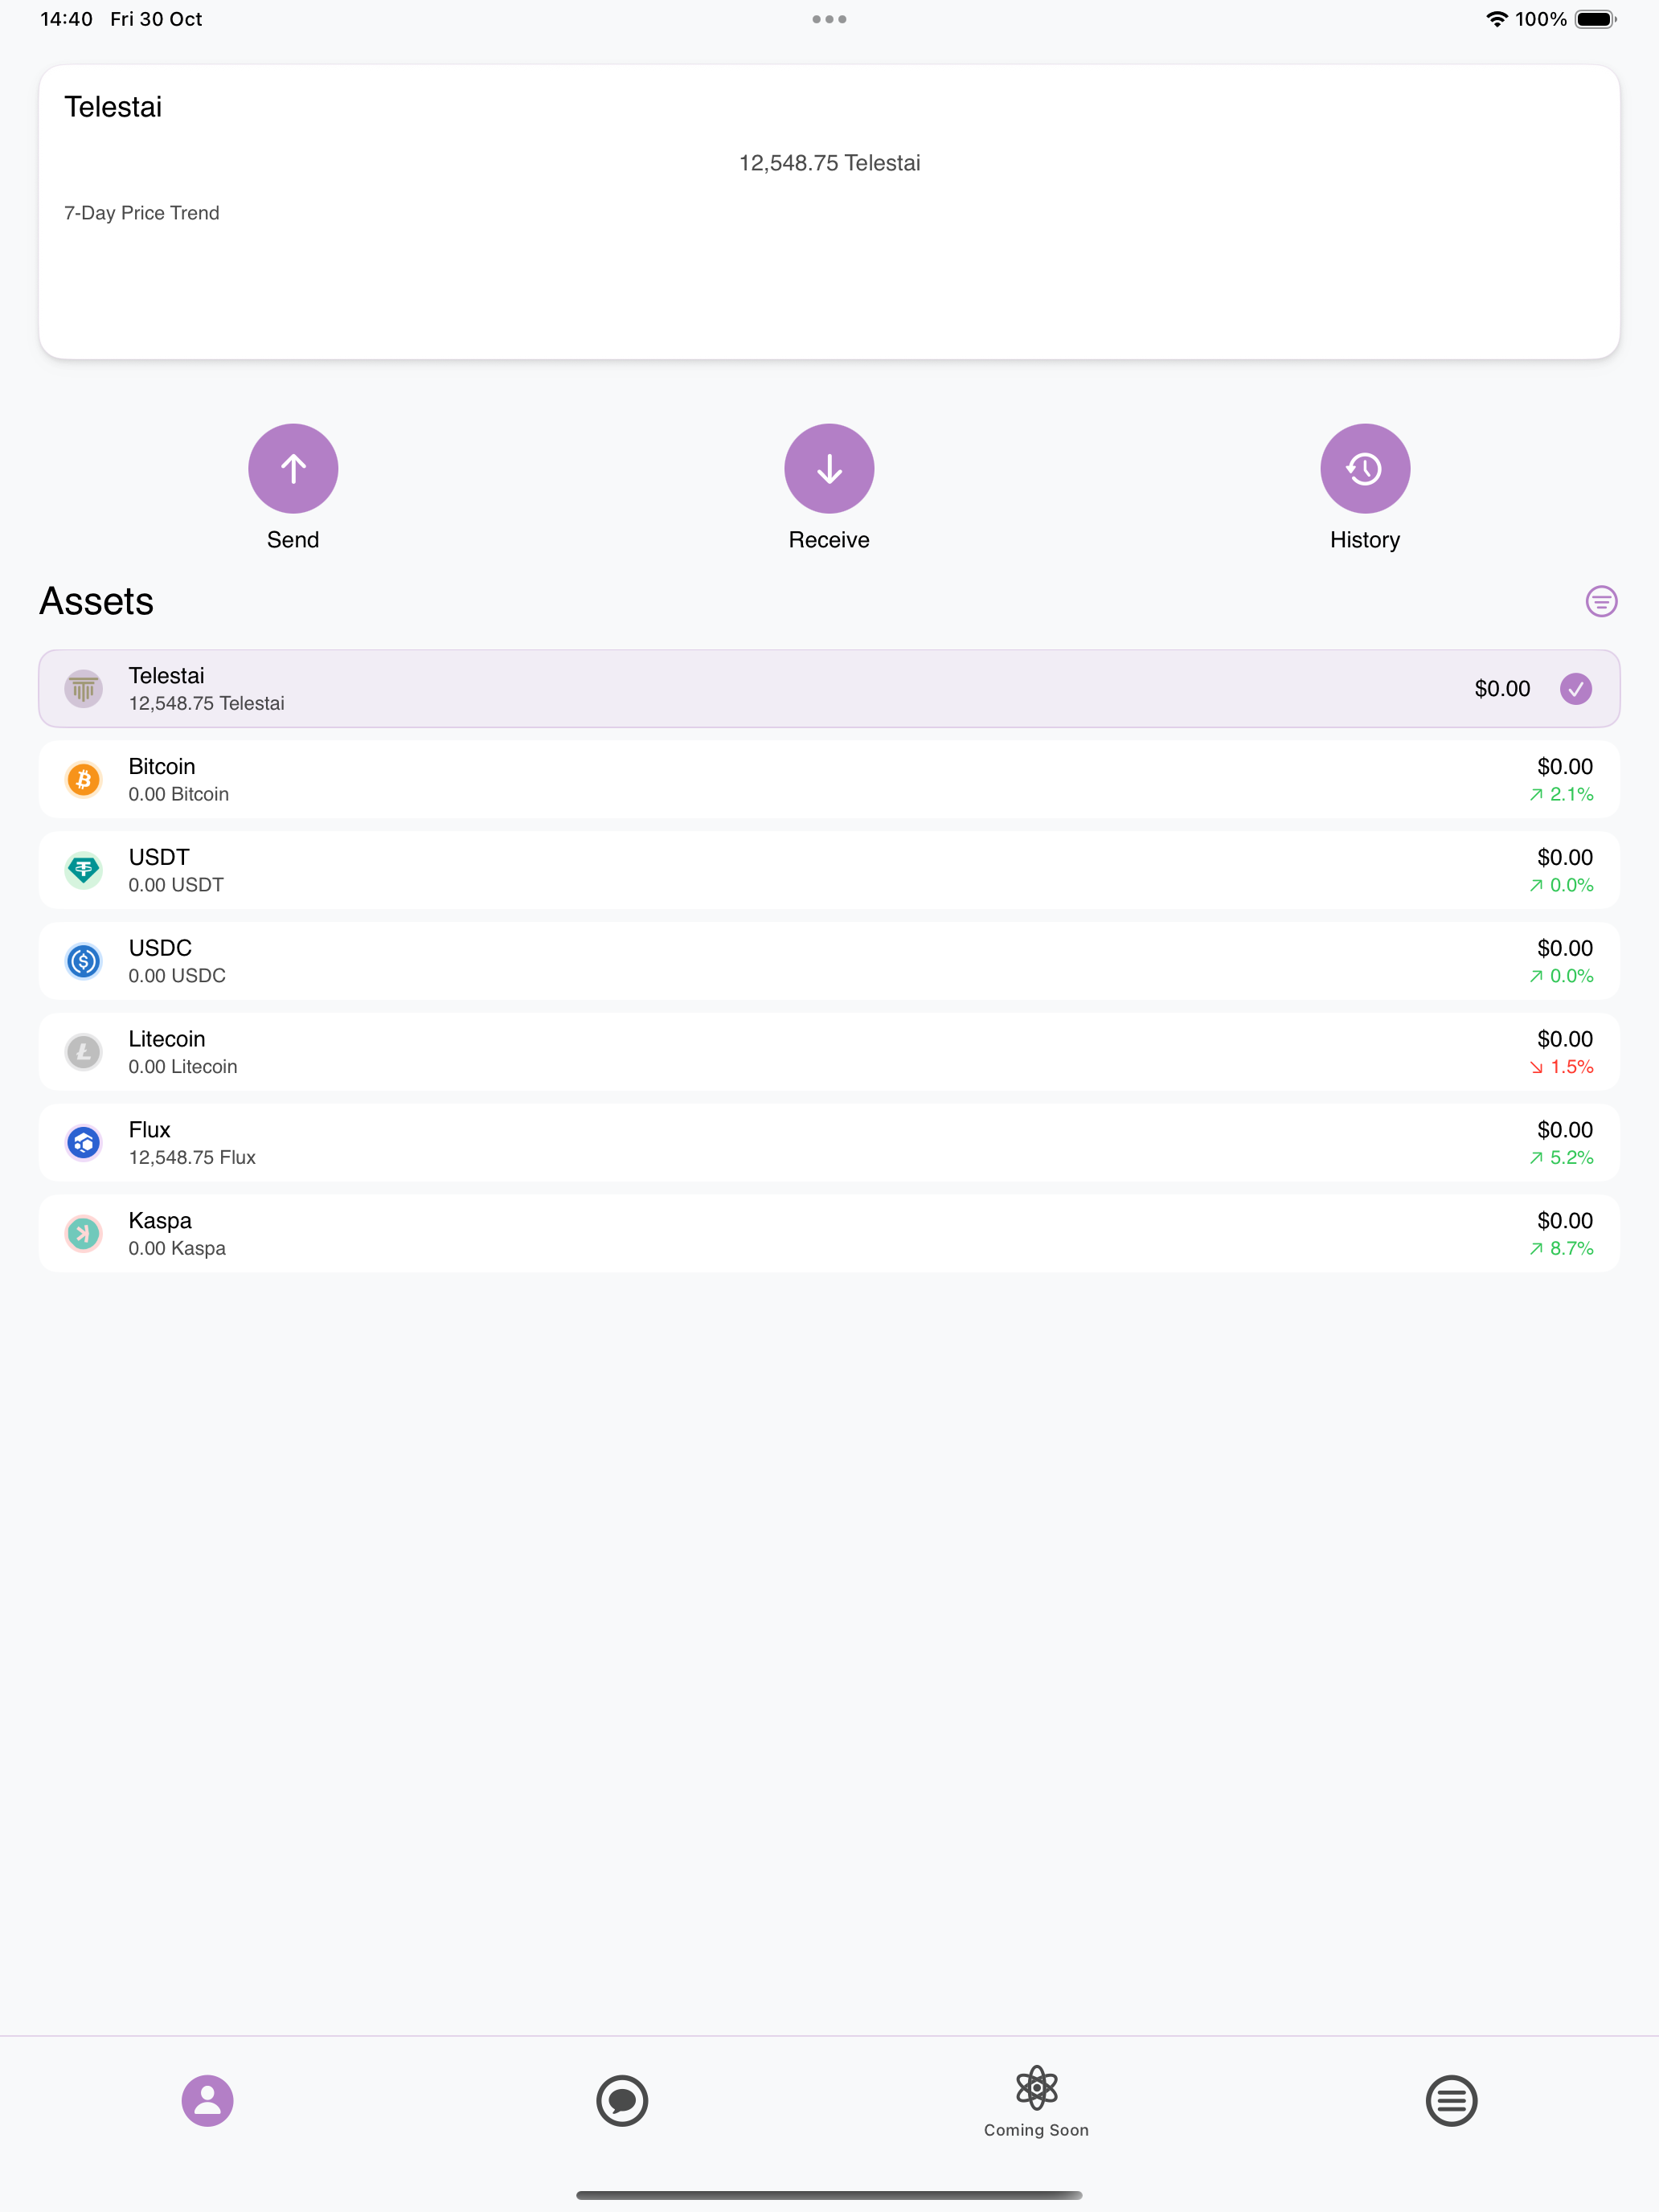 14:40 Fri 30 Oct
100%
Telestai
12,548.75 Telestai
7-Day Price Trend
Send
Receive
History
Assets
Telestai
12,548.75 Telestai
$0.00
Bitcoin
0.00 Bitcoin
$0.00
2.1%
USDT
0.00 USDT
$0.00
0.0%
USDC
0.00 USDC
$0.00
0.0%
Litecoin
0.00 Litecoin
$0.00
1.5%
Flux
12,548.75 Flux
$0.00
5.2%
Kaspa
0.00 Kaspa
$0.00
8.7%
Coming Soon